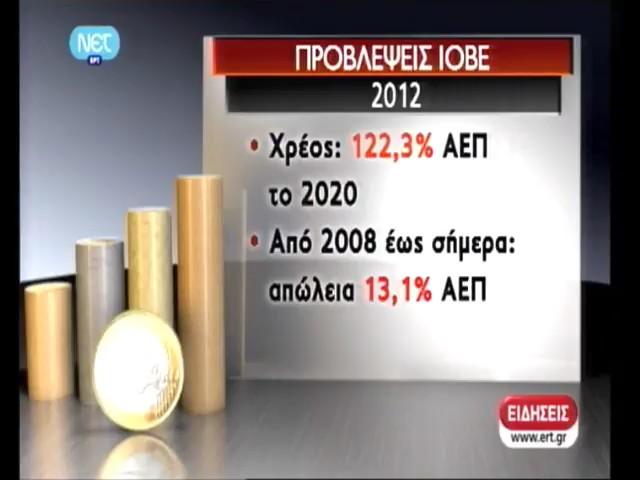 NET
ΕΡΤ
ΠΡΟΒΛΕΨΕΙΣ ΙΟΒΕ
2012
• Χρέος: 122,3% ΑΕΠ
το 2020
• Από 2008 έως σήμερα:
απώλεια 13,1% ΑΕΠ
ΕΙΔΗΣΕΙΣ
www.ert.gr